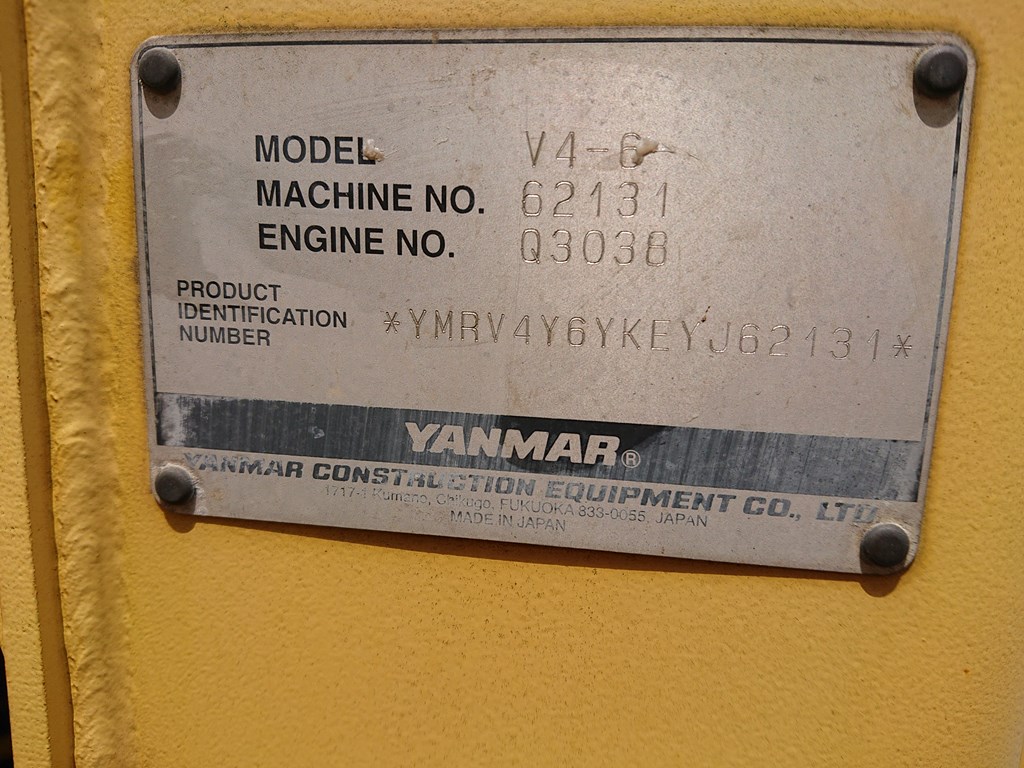 MODEL V4-6
MACHINE NO. 62131
ENGINE NO. Q3038
PRODUCT
IDENTIFICATION
NUMBER *YMRV4Y6YKEYJ62131*
YANMAR®
YANMAR CONSTRUCTION EQUIPMENT CO., LTD
1717-1 Kumano, Chikugo, FUKUOKA 833-0055, JAPAN
MADE IN JAPAN